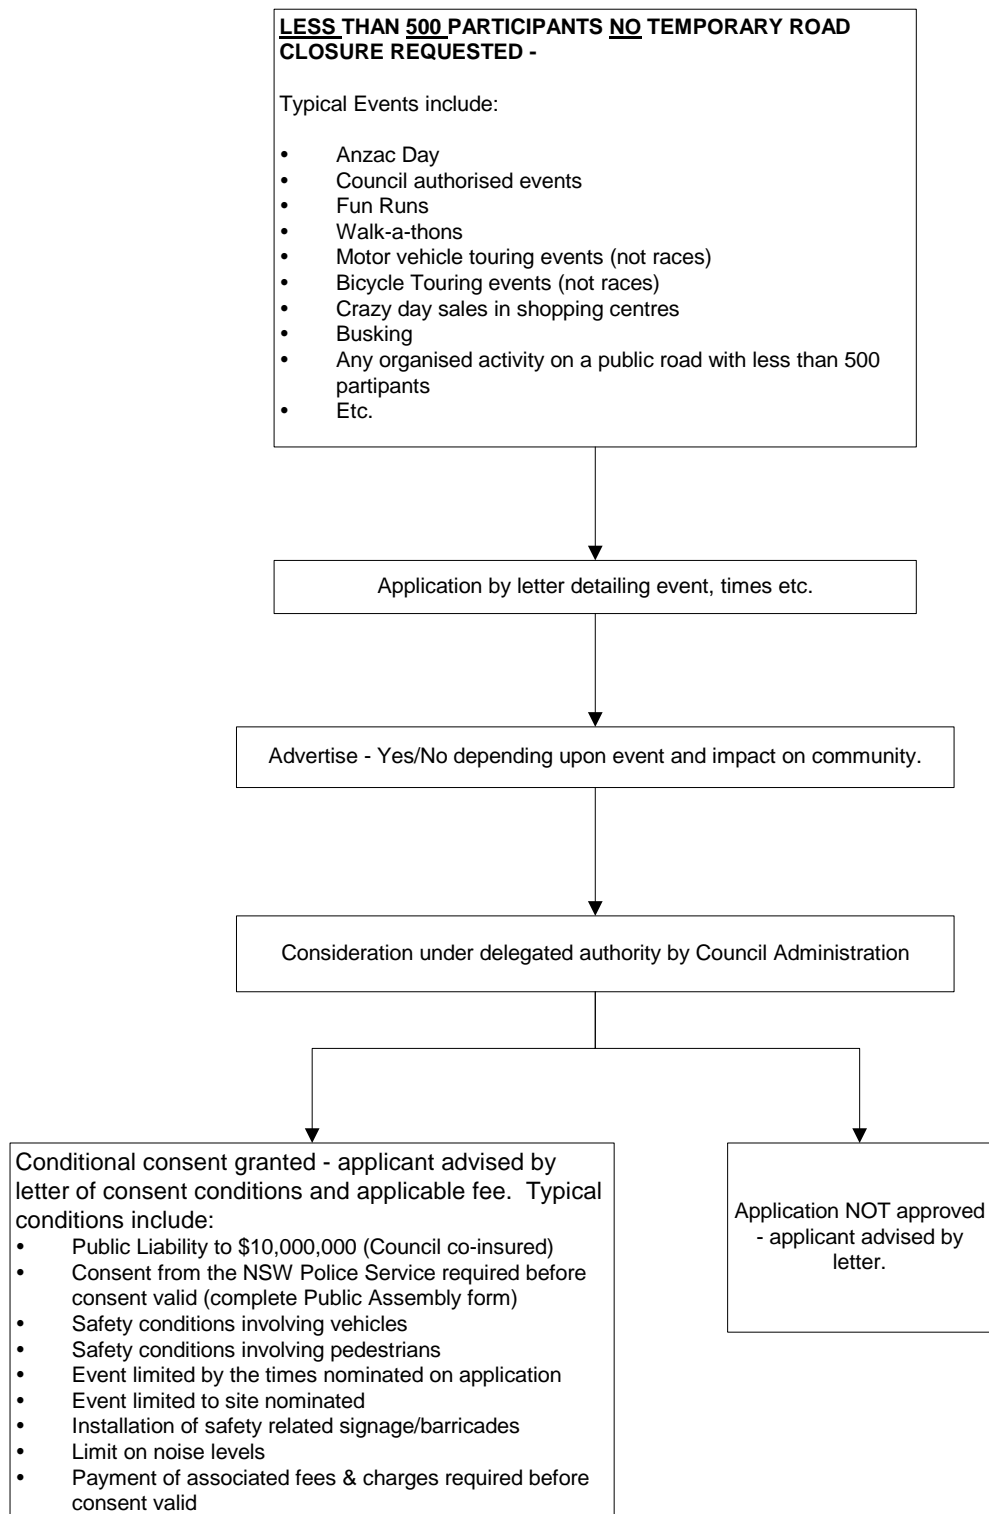 LESS THAN 500 PARTICIPANTS NO TEMPORARY ROAD
CLOSURE REQUESTED -
Typical Events include:
• Anzac Day
• Council authorised events
• Fun Runs
• Walk-a-thons
• Motor vehicle touring events (not races)
• Bicycle Touring events (not races)
• Crazy day sales in shopping centres
• Busking
• Any organised activity on a public road with less than 500
partipants
• Etc.
Application by letter detailing event, times etc.
Advertise - Yes/No depending upon event and impact on community.
Consideration under delegated authority by Council Administration
Conditional consent granted - applicant advised by
letter of consent conditions and applicable fee.  Typical
conditions include:
• Public Liability to $10,000,000 (Council co-insured)
• Consent from the NSW Police Service required before
consent valid (complete Public Assembly form)
• Safety conditions involving vehicles
• Safety conditions involving pedestrians
• Event limited by the times nominated on application
• Event limited to site nominated
• Installation of safety related signage/barricades
• Limit on noise levels
• Payment of associated fees & charges required before
consent valid
Application NOT approved
- applicant advised by
letter.